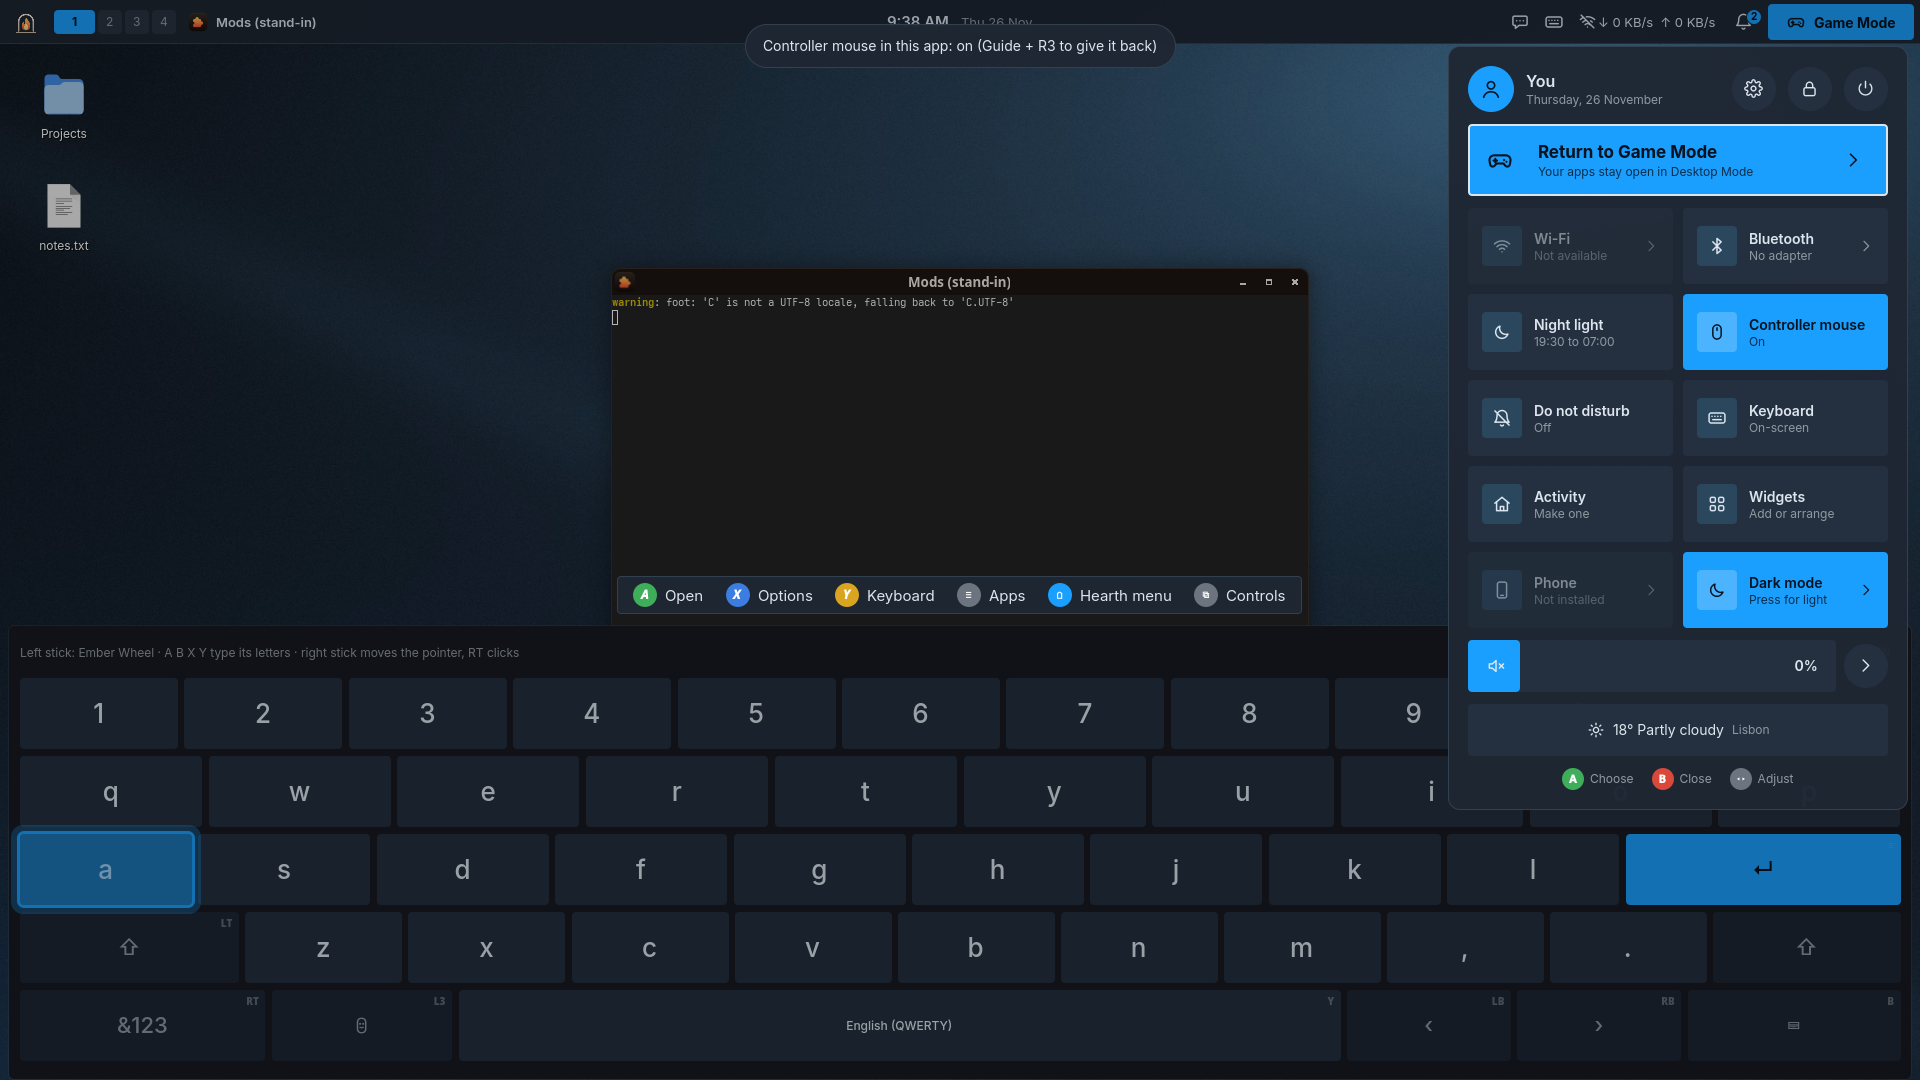 1 2 3 4 Mods (stand-in)
9:38 AM Thu 26 Nov
0 KB/s 0 KB/s 2 Game Mode
Controller mouse in this app: on (Guide + R3 to give it back)
Projects
notes.txt
Mods (stand-in)
warning: foot: 'C' is not a UTF-8 locale, falling back to 'C.UTF-8'
A Open X Options Y Keyboard Apps Hearth menu Controls
You
Thursday, 26 November
Return to Game Mode
Your apps stay open in Desktop Mode
Wi-Fi
Not available
Bluetooth
No adapter
Night light
19:30 to 07:00
Controller mouse
On
Do not disturb
Off
Keyboard
On-screen
Activity
Make one
Widgets
Add or arrange
Phone
Not installed
Dark mode
Press for light
0%
18° Partly cloudy Lisbon
A Choose B Close Adjust
Left stick: Ember Wheel · A B X Y type its letters · right stick moves the pointer, RT clicks
1 2 3 4 5 6 7 8 9
q w e r t y u i o p
a s d f g h j k l
LT z x c v b n m , .
&123 RT L3 English (QWERTY) Y ‹ LB › RB B